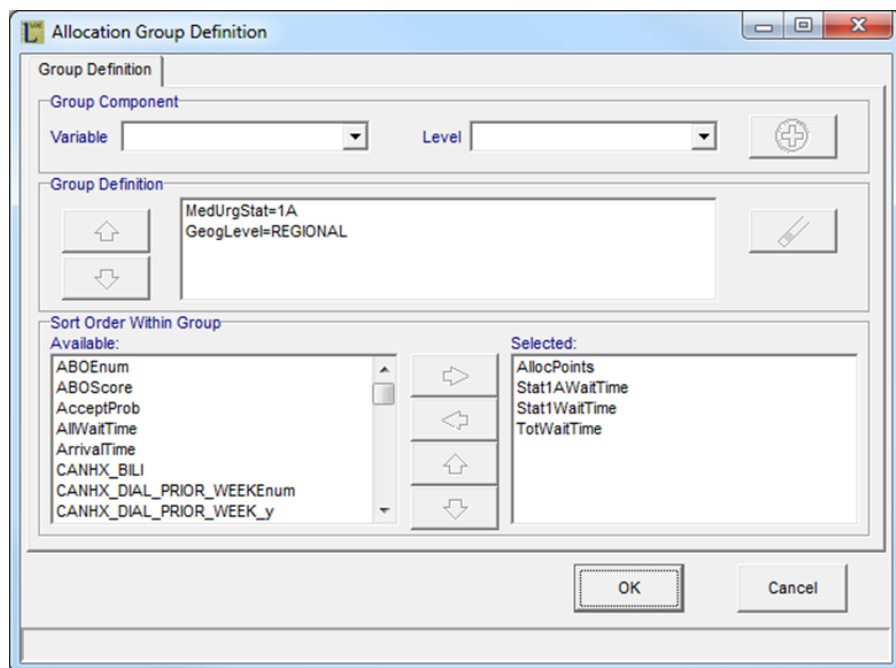 Allocation Group Definition
Group Definition
Group Component
Variable Level
Group Definition
MedUrgStat=1A
GeogLevel=REGIONAL
Sort Order Within Group
Available:
ABOEnum
ABOScore
AcceptProb
AllWaitTime
ArrivalTime
CANHX_BILI
CANHX_DIAL_PRIOR_WEEKEnum
CANHX_DIAL_PRIOR_WEEK_y
Selected:
AllocPoints
Stat1AWaitTime
Stat1WaitTime
TotWaitTime
OK Cancel